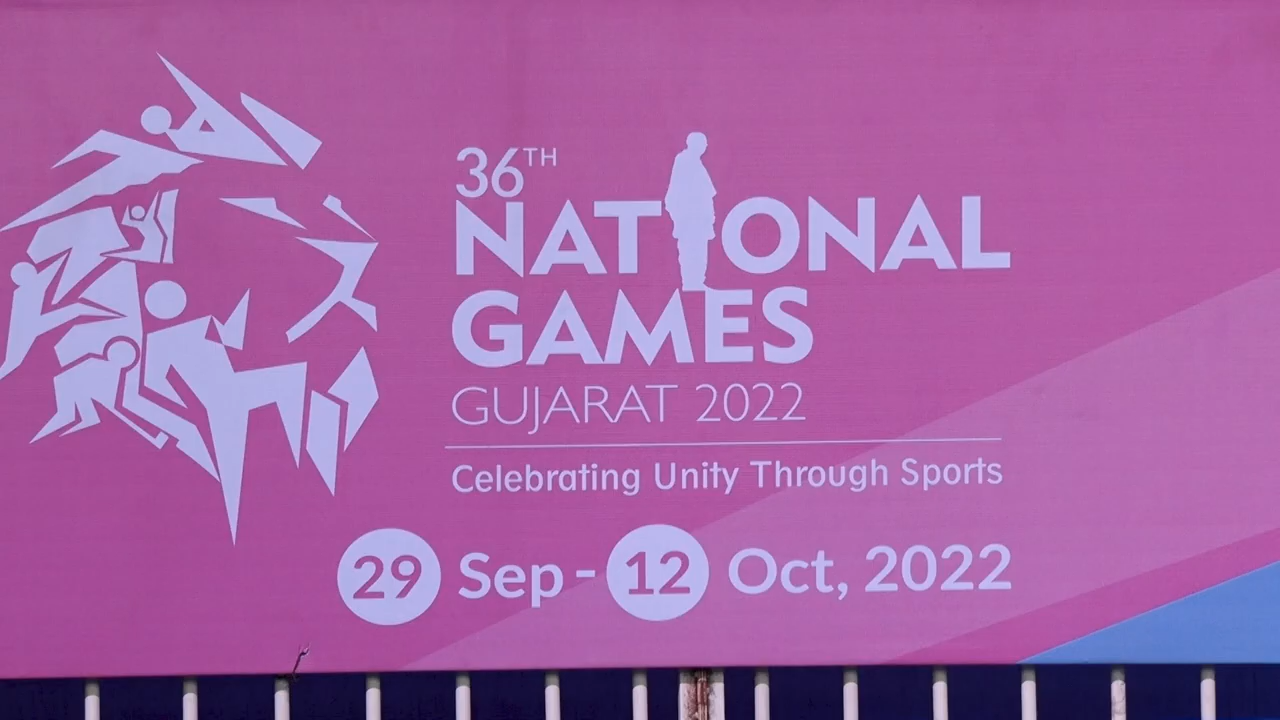 36TH
NATIONAL
GAMES
GUJARAT 2022
Celebrating Unity Through Sports
29 Sep - 12 Oct, 2022